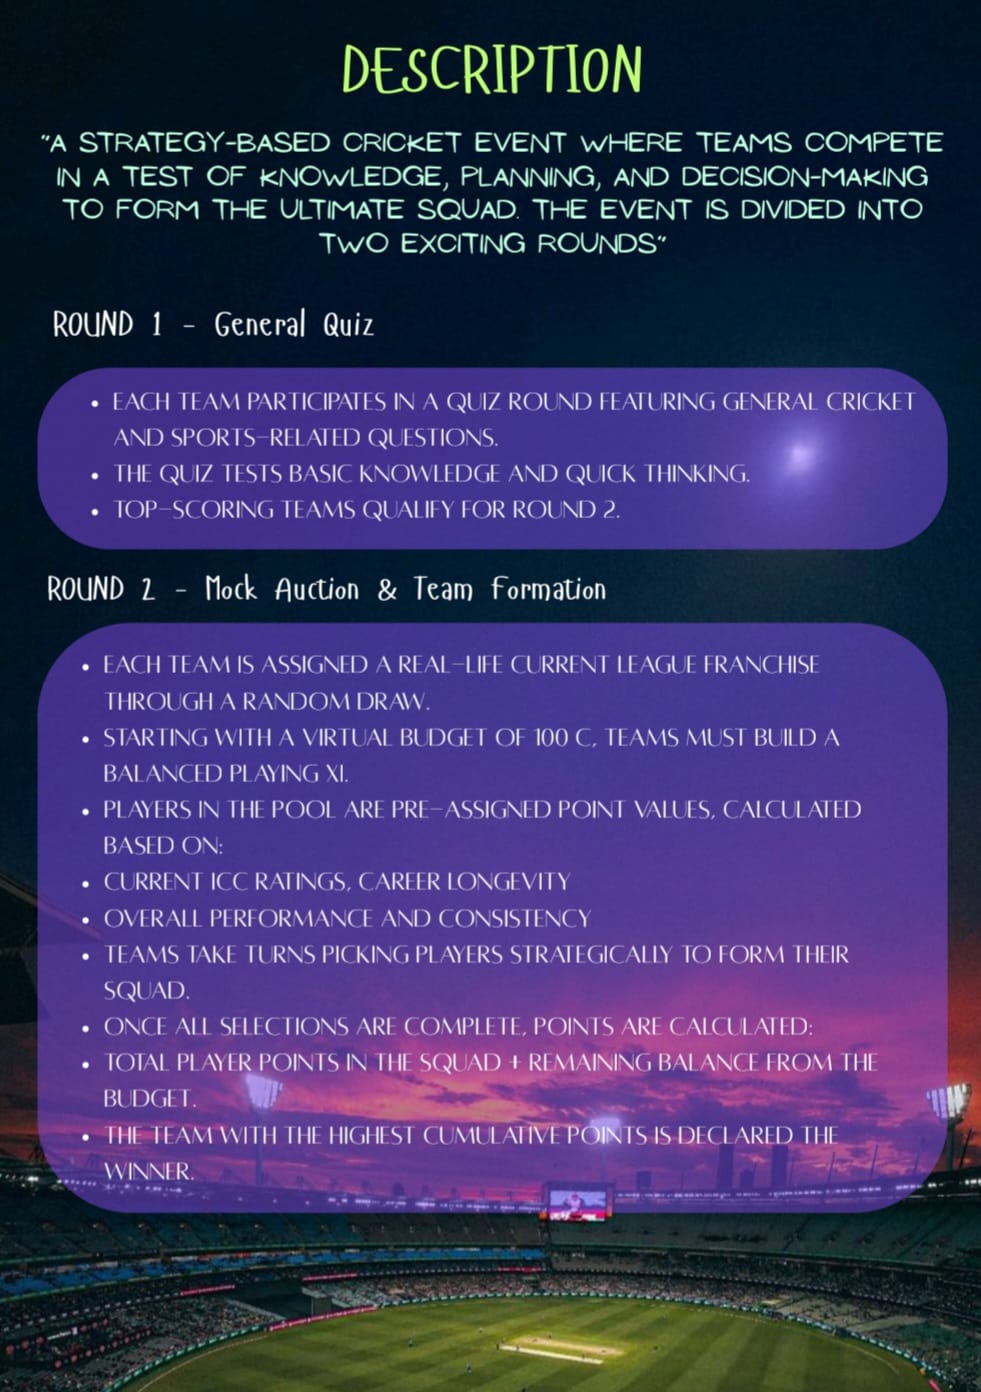 DESCRIPTION
"A STRATEGY-BASED CRICKET EVENT WHERE TEAMS COMPETE
IN A TEST OF KNOWLEDGE, PLANNING, AND DECISION-MAKING
TO FORM THE ULTIMATE SQUAD. THE EVENT IS DIVIDED INTO
TWO EXCITING ROUNDS"
ROUND 1 - General Quiz
• EACH TEAM PARTICIPATES IN A QUIZ ROUND FEATURING GENERAL CRICKET
AND SPORTS-RELATED QUESTIONS.
• THE QUIZ TESTS BASIC KNOWLEDGE AND QUICK THINKING.
• TOP-SCORING TEAMS QUALIFY FOR ROUND 2.
ROUND 2 - Mock Auction & Team Formation
• EACH TEAM IS ASSIGNED A REAL-LIFE CURRENT LEAGUE FRANCHISE
THROUGH A RANDOM DRAW.
• STARTING WITH A VIRTUAL BUDGET OF 100 C, TEAMS MUST BUILD A
BALANCED PLAYING XI.
• PLAYERS IN THE POOL ARE PRE-ASSIGNED POINT VALUES, CALCULATED
BASED ON:
• CURRENT ICC RATINGS, CAREER LONGEVITY
• OVERALL PERFORMANCE AND CONSISTENCY
• TEAMS TAKE TURNS PICKING PLAYERS STRATEGICALLY TO FORM THEIR
SQUAD.
• ONCE ALL SELECTIONS ARE COMPLETE, POINTS ARE CALCULATED:
• TOTAL PLAYER POINTS IN THE SQUAD + REMAINING BALANCE FROM THE
BUDGET.
• THE TEAM WITH THE HIGHEST CUMULATIVE POINTS IS DECLARED THE
WINNER.